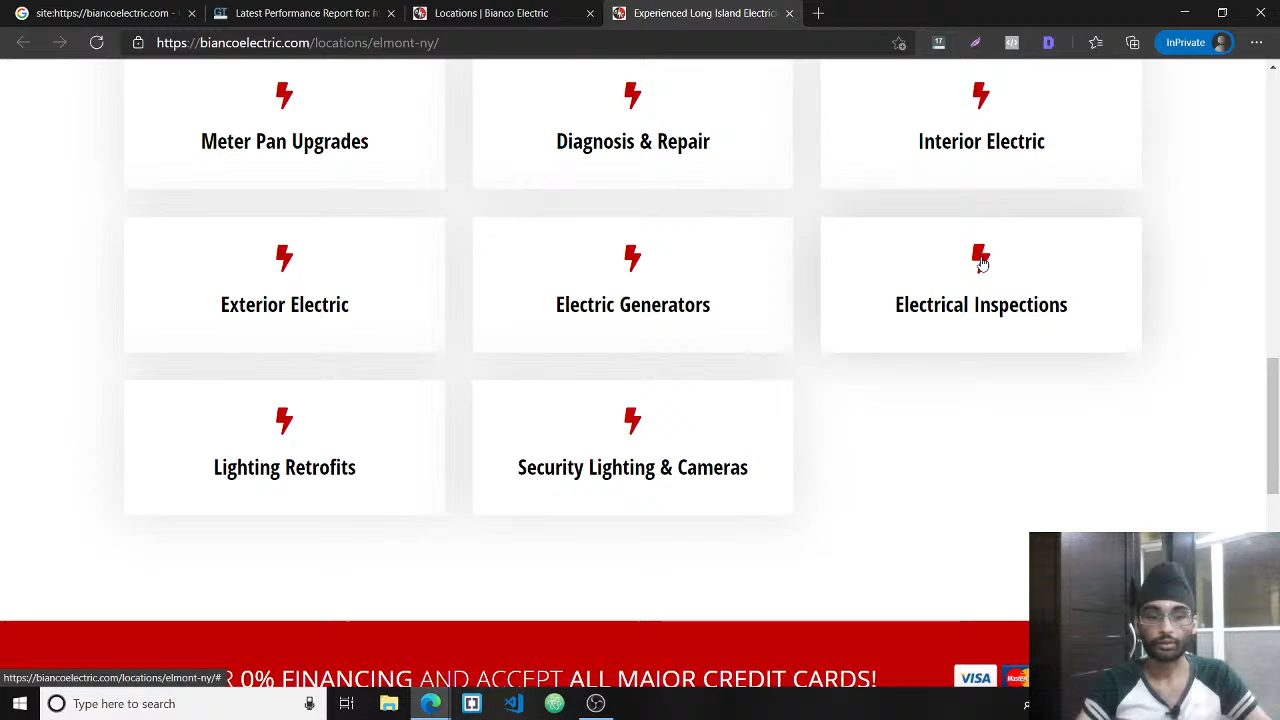 site:https://biancoelectric.com -
Latest Performance Report for: h
Locations | Bianco Electric
Experienced Long Island Electric
https://biancoelectric.com/locations/elmont-ny/
17
InPrivate
Meter Pan Upgrades
Diagnosis & Repair
Interior Electric
Exterior Electric
Electric Generators
Electrical Inspections
Lighting Retrofits
Security Lighting & Cameras
0% FINANCING AND ACCEPT ALL MAJOR CREDIT CARDS!
VISA
https://biancoelectric.com/locations/elmont-ny/#
Type here to search